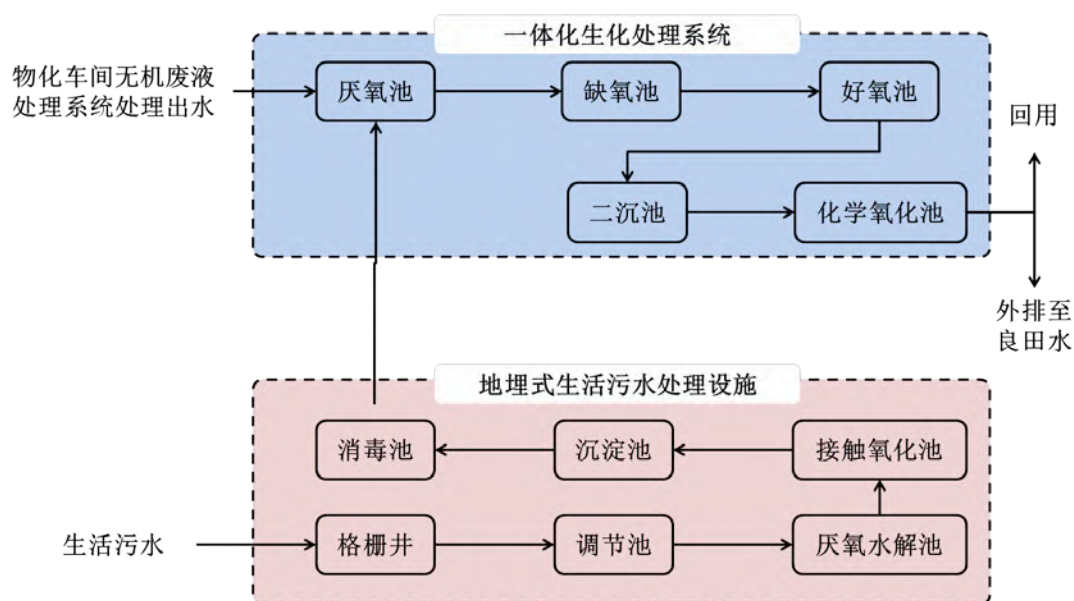 一体化生化处理系统
物化车间无机废液
处理系统处理出水
厌氧池
缺氧池
好氧池
回用
二沉池
化学氧化池
外排至
良田水
地埋式生活污水处理设施
消毒池
沉淀池
接触氧化池
生活污水
格栅井
调节池
厌氧水解池